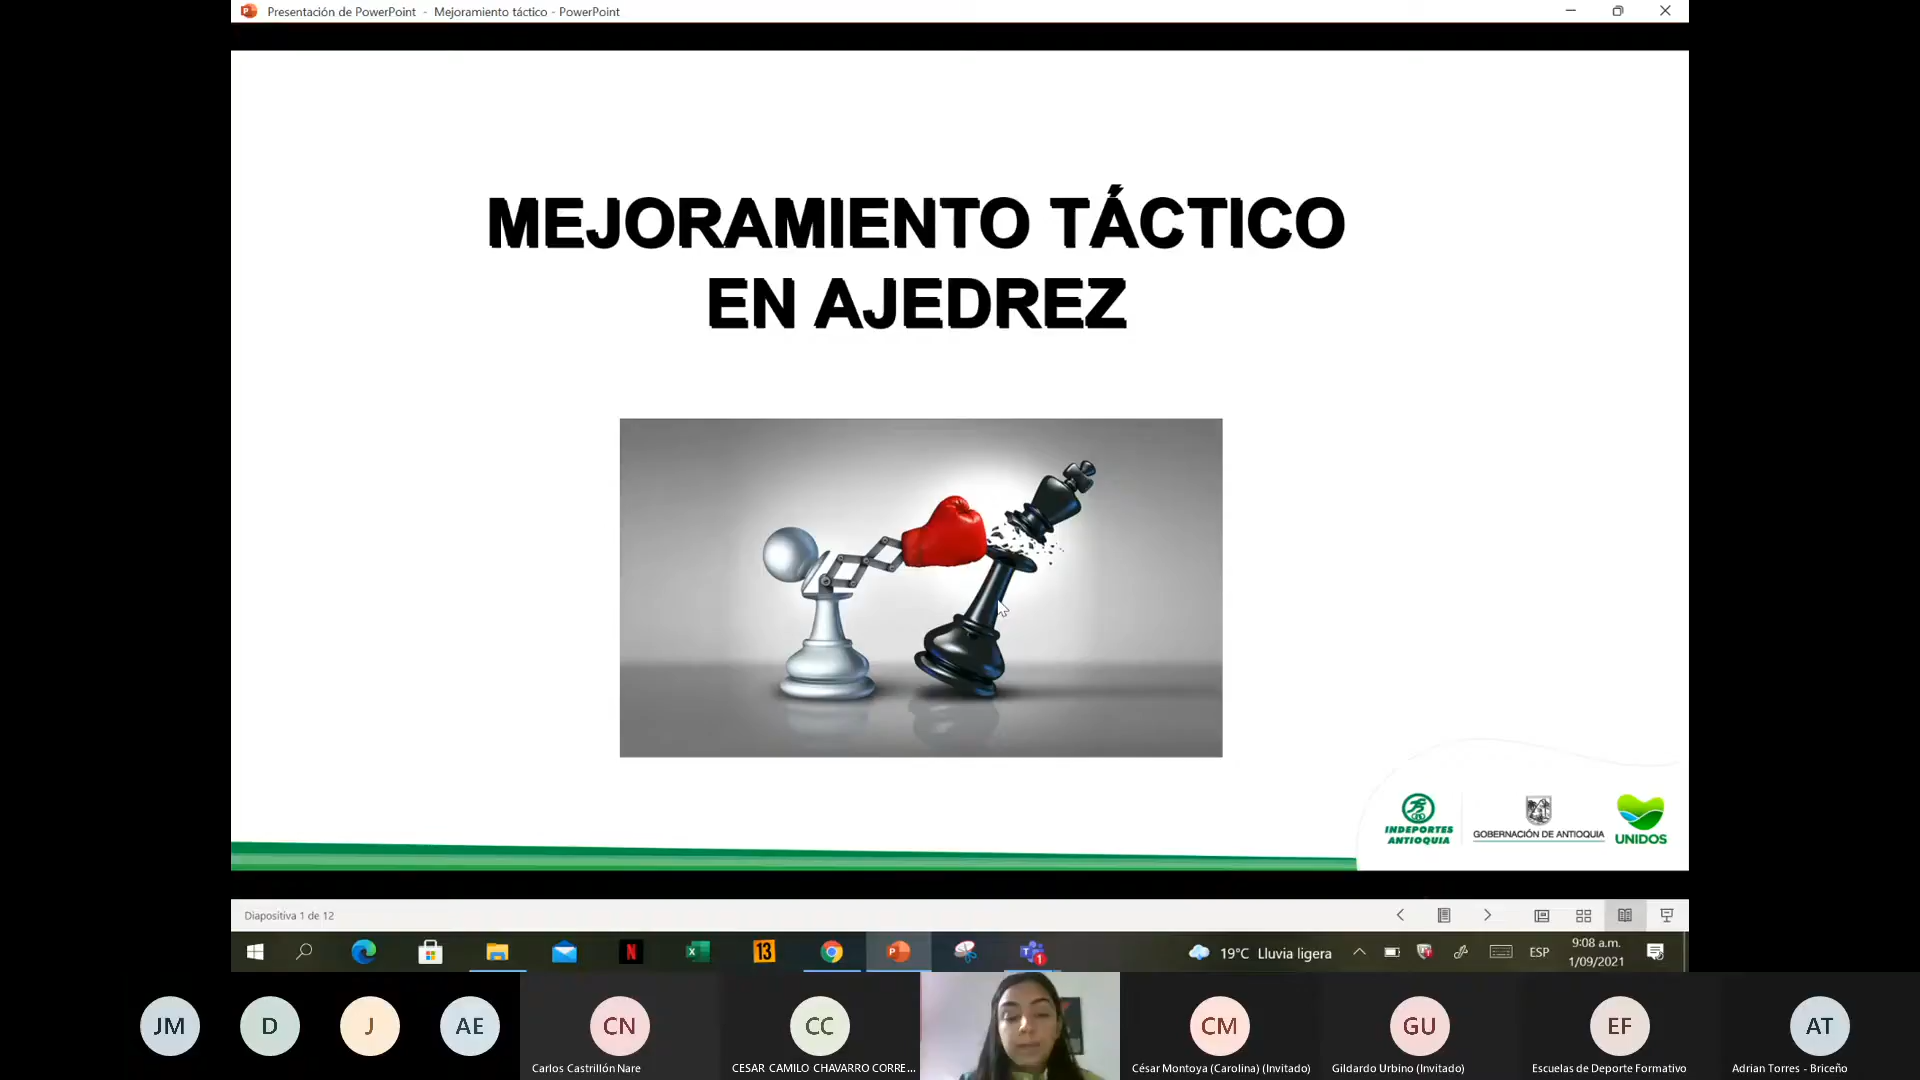 Presentación de PowerPoint - Mejoramiento táctico - PowerPoint
MEJORAMIENTO TÁCTICO
EN AJEDREZ
INDEPORTES
ANTIOQUIA
GOBERNACIÓN DE ANTIOQUIA
UNIDOS
Diapositiva 1 de 12
19°C Lluvia ligera
ESP
9:08 a.m.
1/09/2021
JM
D
J
AE
CN
CC
CM
GU
EF
AT
Carlos Castrillón Nare
CESAR CAMILO CHAVARRO CORRE...
César Montoya (Carolina) (Invitado)
Gildardo Urbino (Invitado)
Escuelas de Deporte Formativo
Adrian Torres - Briceño